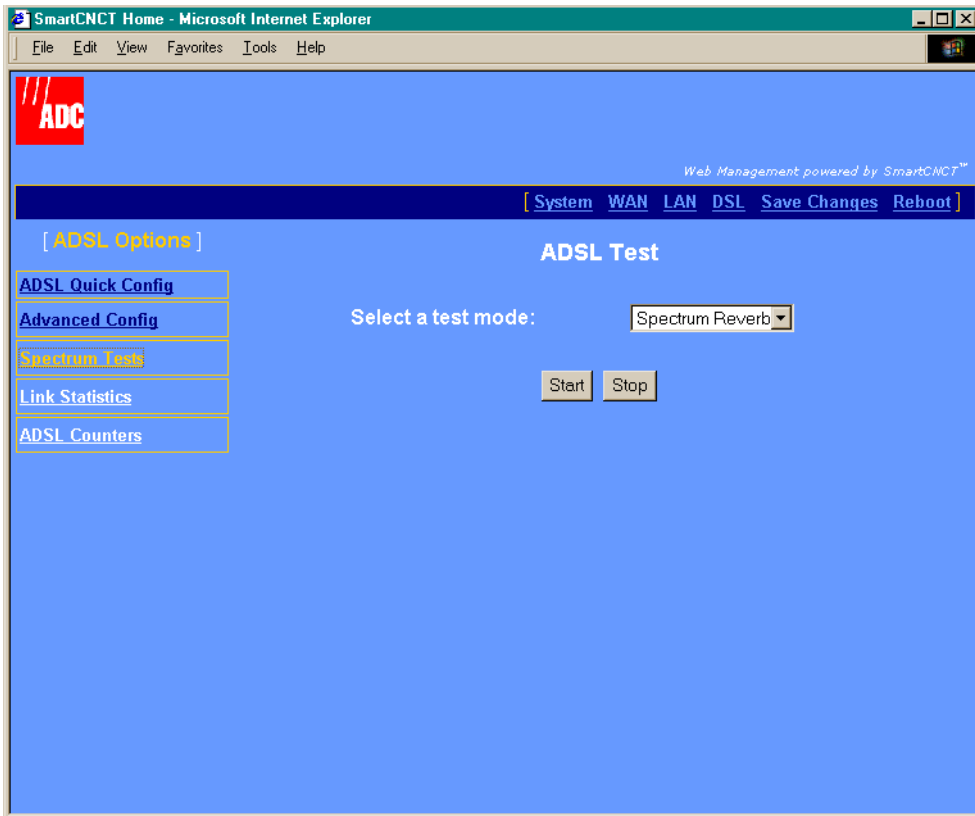 SmartCNCT Home - Microsoft Internet Explorer
File Edit View Favorites Tools Help
ADC
Web Management powered by SmartCNCT™
[ System WAN LAN DSL Save Changes Reboot ]
[ ADSL Options ]
ADSL Quick Config
Advanced Config
Spectrum Tests
Link Statistics
ADSL Counters
ADSL Test
Select a test mode: Spectrum Reverb
Start Stop